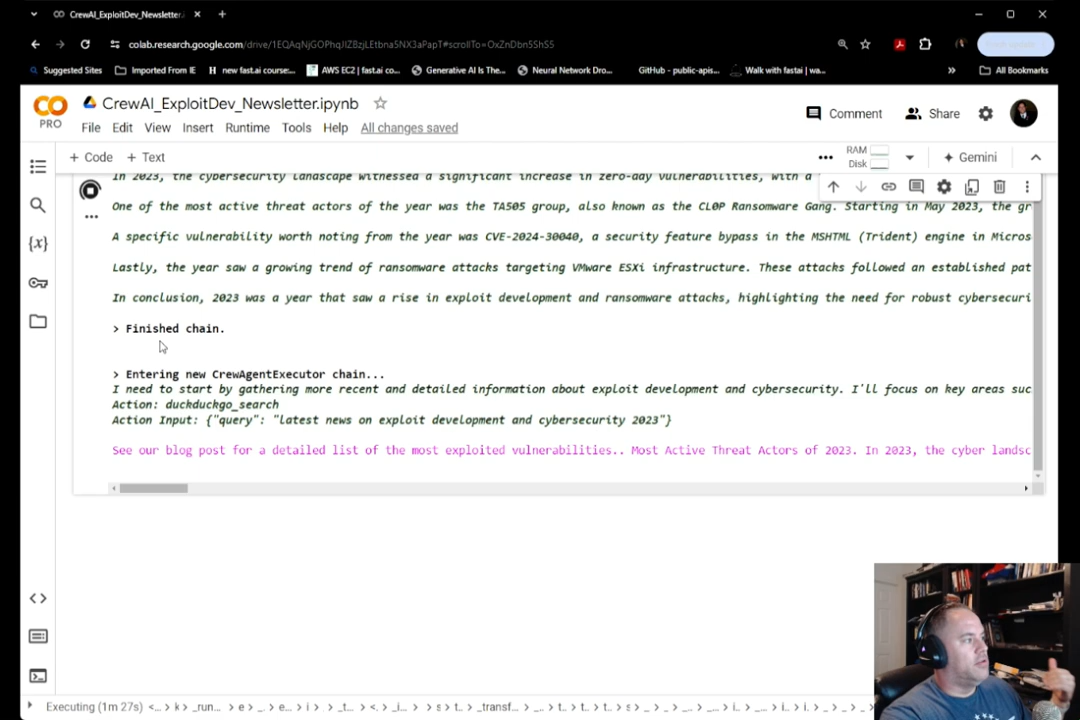 CrewAI_ExploitDev_Newsletter.i
colab.research.google.com/drive/1EQAqNjGOPhqJIZBzjLEtbna5NX3aPapT#scrollTo=OxZnDbn5ShS5
Suggested Sites Imported From IE new fast.ai course:... AWS EC2 | fast.ai co... Generative AI Is The... Neural Network Dro... GitHub - public-apis... Walk with fastai | wa... » All Bookmarks
CO CrewAI_ExploitDev_Newsletter.ipynb
PRO
File Edit View Insert Runtime Tools Help All changes saved
Comment Share
+ Code + Text RAM Disk Gemini
In 2023, the cybersecurity landscape witnessed a significant increase in zero-day vulnerabilities, with a
One of the most active threat actors of the year was the TA505 group, also known as the CL0P Ransomware Gang. Starting in May 2023, the gr
A specific vulnerability worth noting from the year was CVE-2024-30040, a security feature bypass in the MSHTML (Trident) engine in Micros
Lastly, the year saw a growing trend of ransomware attacks targeting VMware ESXi infrastructure. These attacks followed an established pat
In conclusion, 2023 was a year that saw a rise in exploit development and ransomware attacks, highlighting the need for robust cybersecuri
> Finished chain.
> Entering new CrewAgentExecutor chain...
I need to start by gathering more recent and detailed information about exploit development and cybersecurity. I'll focus on key areas suc
Action: duckduckgo_search
Action Input: {"query": "latest news on exploit development and cybersecurity 2023"}
See our blog post for a detailed list of the most exploited vulnerabilities.. Most Active Threat Actors of 2023. In 2023, the cyber landsc
Executing (1m 27s) <... > k > _run... > e > _. > e... > i > _t... > <. > _i...